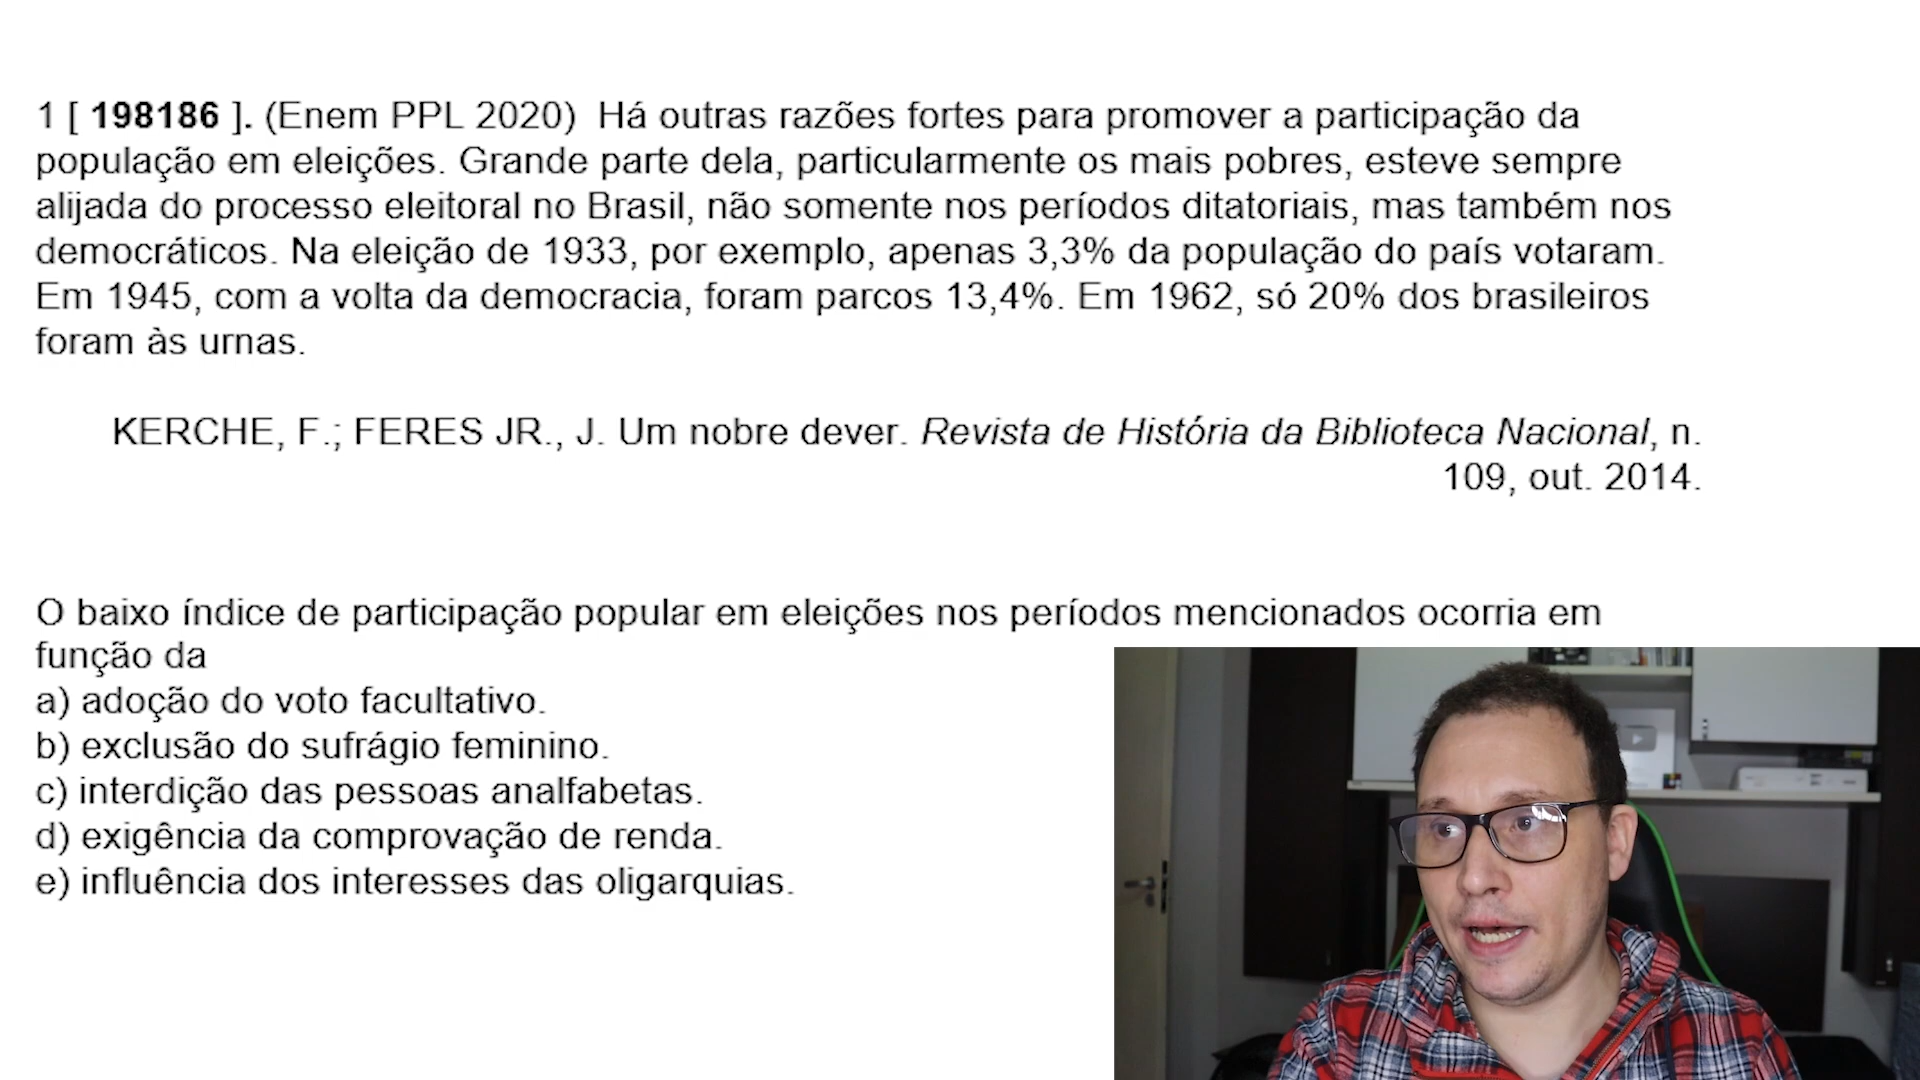 1 [ 198186 ]. (Enem PPL 2020)  Há outras razões fortes para promover a participação da
população em eleições. Grande parte dela, particularmente os mais pobres, esteve sempre
alijada do processo eleitoral no Brasil, não somente nos períodos ditatoriais, mas também nos
democráticos. Na eleição de 1933, por exemplo, apenas 3,3% da população do país votaram.
Em 1945, com a volta da democracia, foram parcos 13,4%. Em 1962, só 20% dos brasileiros
foram às urnas.
KERCHE, F.; FERES JR., J. Um nobre dever. Revista de História da Biblioteca Nacional, n.
109, out. 2014.
O baixo índice de participação popular em eleições nos períodos mencionados ocorria em
função da
a) adoção do voto facultativo.
b) exclusão do sufrágio feminino.
c) interdição das pessoas analfabetas.
d) exigência da comprovação de renda.
e) influência dos interesses das oligarquias.